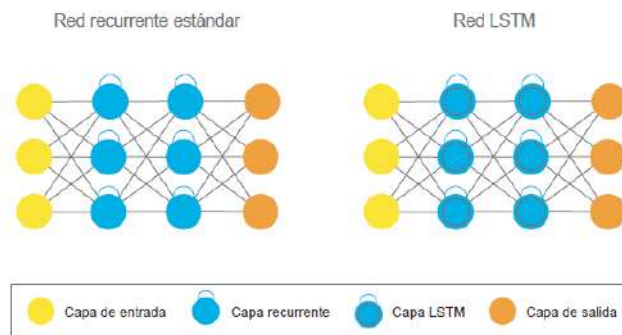 Red recurrente estándar
Red LSTM
Capa de entrada
Capa recurrente
Capa LSTM
Capa de salida